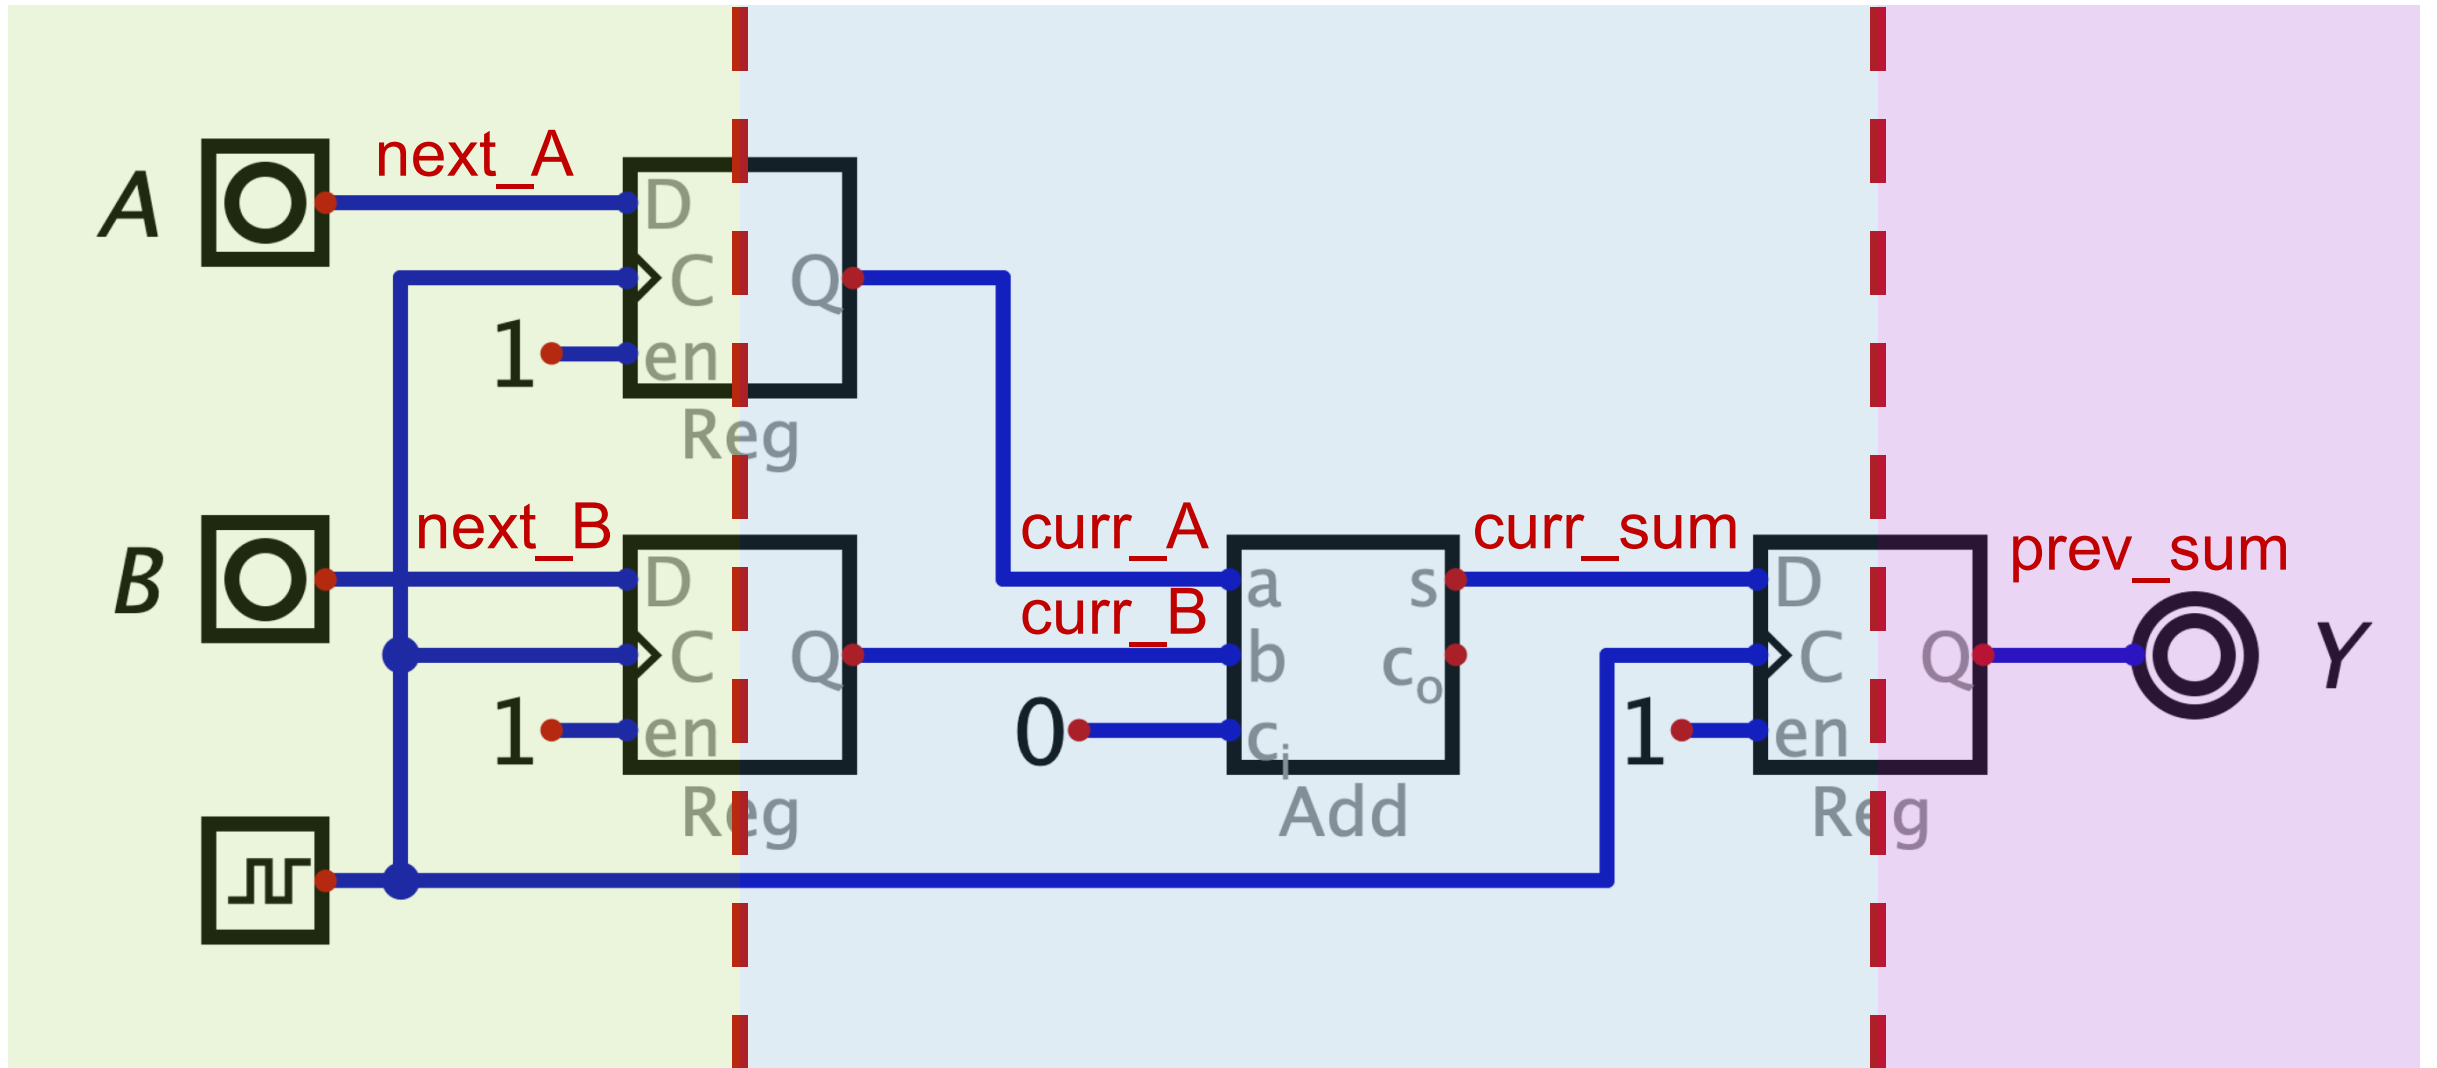 A
next_A
D
C
Q
1
en
Reg
B
next_B
D
C
Q
1
en
Reg
curr_A
curr_B
0
a
b
ci
s
co
Add
curr_sum
D
C
Q
1
en
Reg
prev_sum
Y